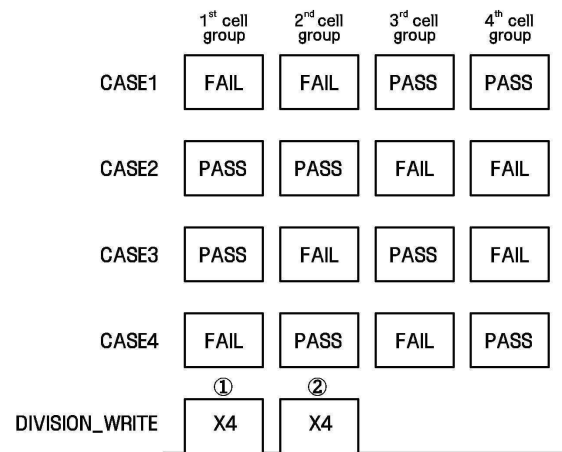 1st cell group 2nd cell group 3rd cell group 4th cell group
CASE1 FAIL FAIL PASS PASS
CASE2 PASS PASS FAIL FAIL
CASE3 PASS FAIL PASS FAIL
CASE4 FAIL PASS FAIL PASS
① ②
DIVISION_WRITE X4 X4